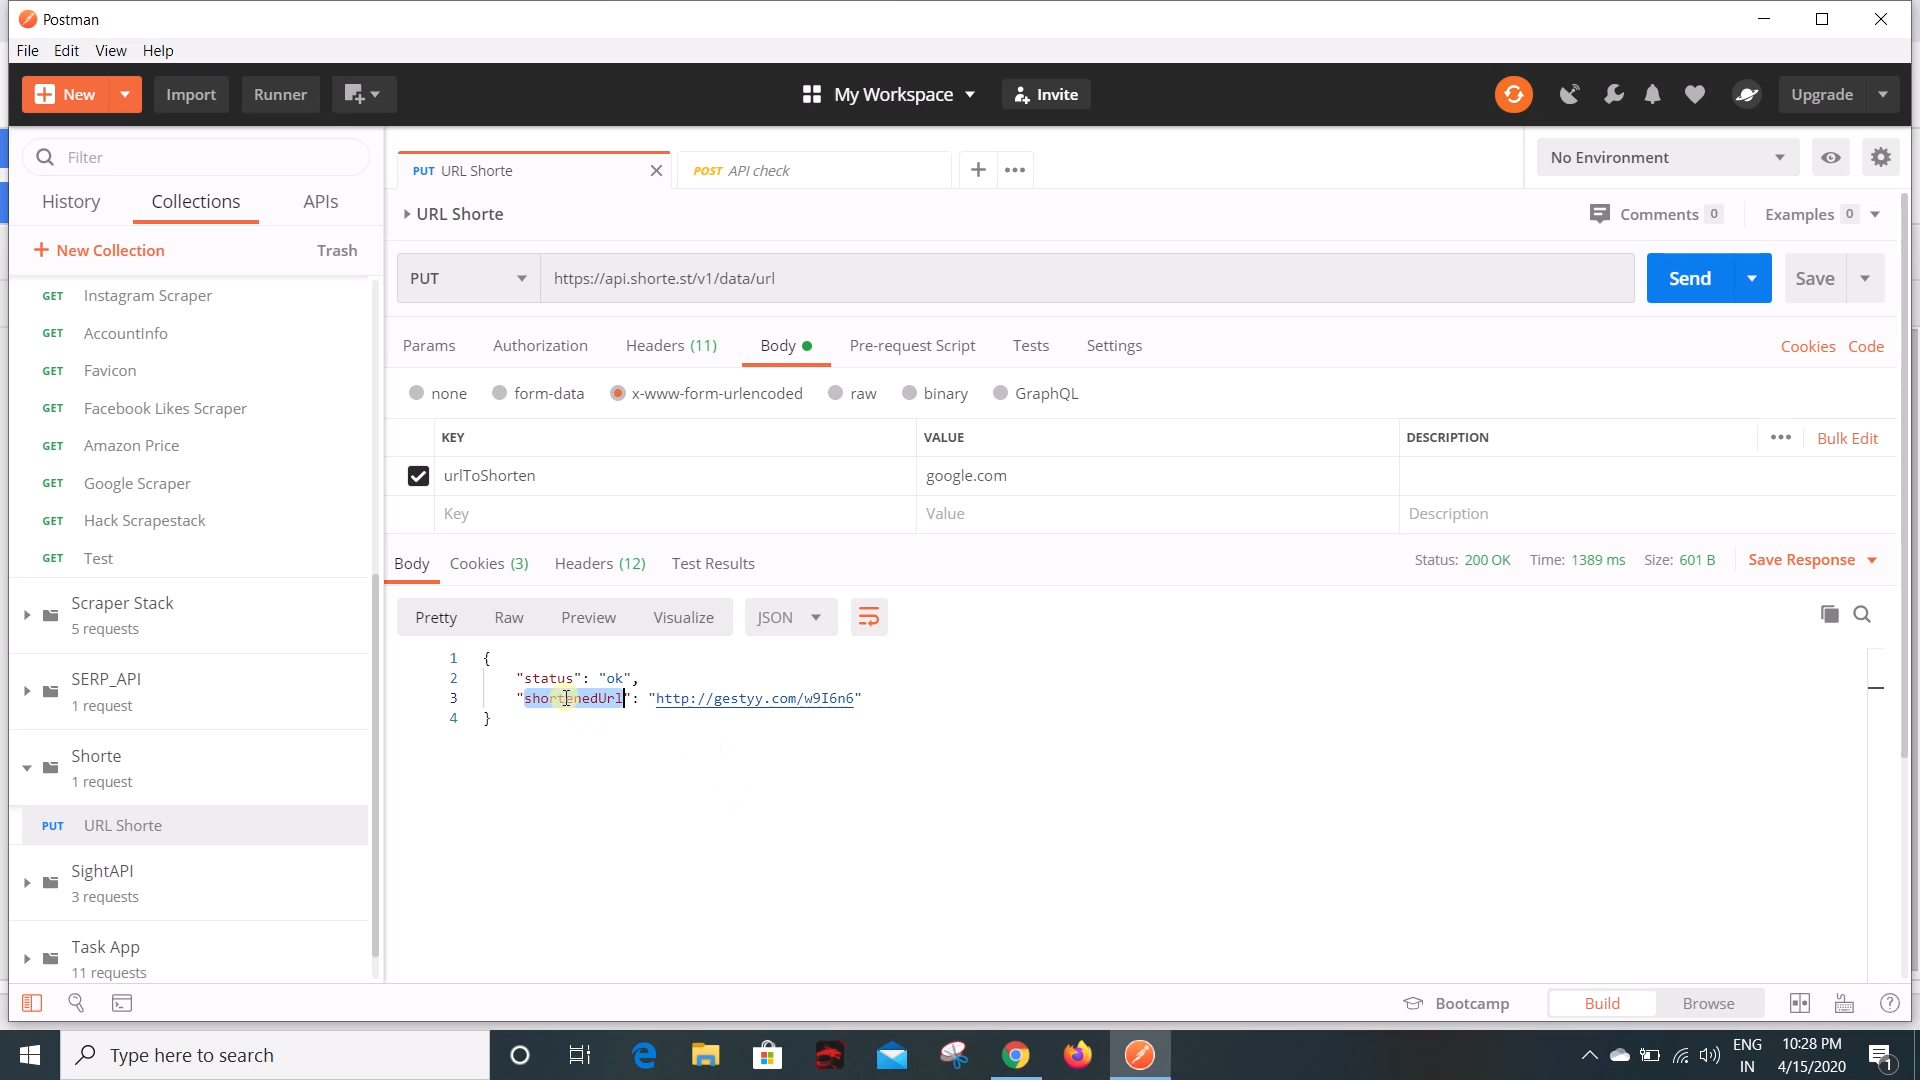 Postman
File Edit View Help
New Import Runner My Workspace Invite Upgrade
Filter
History Collections APIs
New Collection Trash
GET Instagram Scraper
GET AccountInfo
GET Favicon
GET Facebook Likes Scraper
GET Amazon Price
GET Google Scraper
GET Hack Scrapestack
GET Test
Scraper Stack
5 requests
SERP_API
1 request
Shorte
1 request
PUT URL Shorte
SightAPI
3 requests
Task App
11 requests
PUT URL Shorte POST API check
No Environment
URL Shorte
Comments 0 Examples 0
PUT https://api.shorte.st/v1/data/url Send Save
Params Authorization Headers (11) Body Pre-request Script Tests Settings Cookies Code
none form-data x-www-form-urlencoded raw binary GraphQL
KEY VALUE DESCRIPTION Bulk Edit
urlToShorten google.com
Key Value Description
Body Cookies (3) Headers (12) Test Results Status: 200 OK Time: 1389 ms Size: 601 B Save Response
Pretty Raw Preview Visualize JSON
1 {
2 "status": "ok",
3 "shortenedUrl": "http://gestyy.com/w9I6n6"
4 }
Bootcamp Build Browse
Type here to search
ENG
IN
10:28 PM
4/15/2020
1